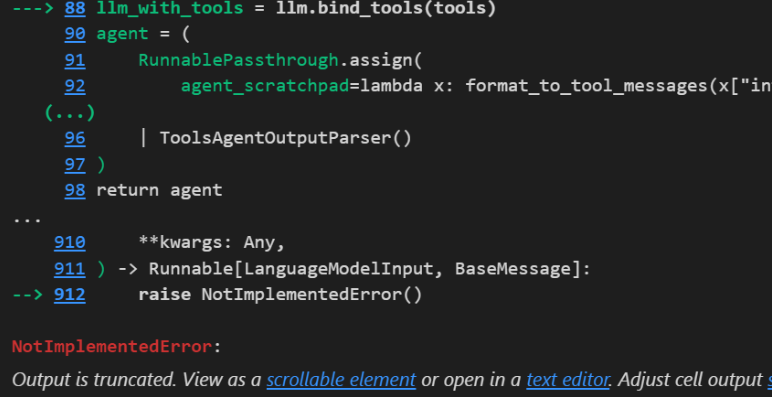 ---> 88 llm_with_tools = llm.bind_tools(tools)
90 agent = (
91     RunnablePassthrough.assign(
92         agent_scratchpad=lambda x: format_to_tool_messages(x["in
(...)
96     | ToolsAgentOutputParser()
97 )
98 return agent
...
910     **kwargs: Any,
911 ) -> Runnable[LanguageModelInput, BaseMessage]:
--> 912     raise NotImplementedError()
NotImplementedError:
Output is truncated. View as a scrollable element or open in a text editor. Adjust cell output s